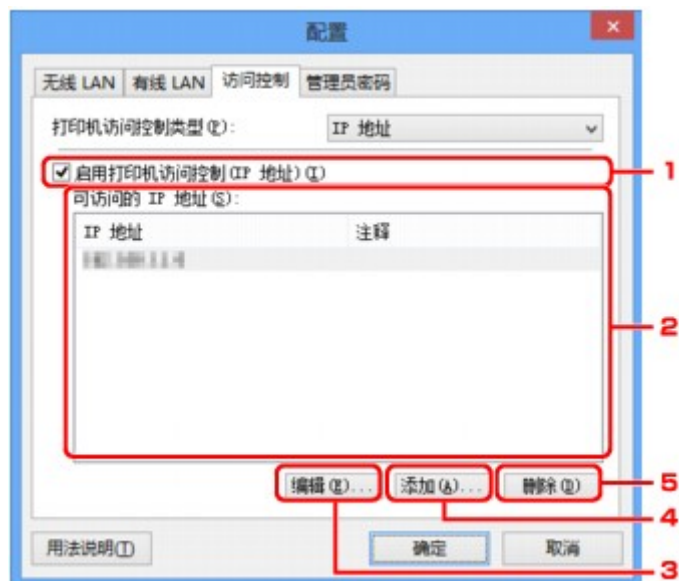 配置
无线 LAN 有线 LAN 访问控制 管理员密码
打印机访问控制类型(P): IP 地址
启用打印机访问控制(IP 地址)(I) 1
可访问的 IP 地址(S):
IP 地址 注释
2
编辑(E)... 添加(A)... 删除(D) 5
4
用法说明(T) 确定 取消
3